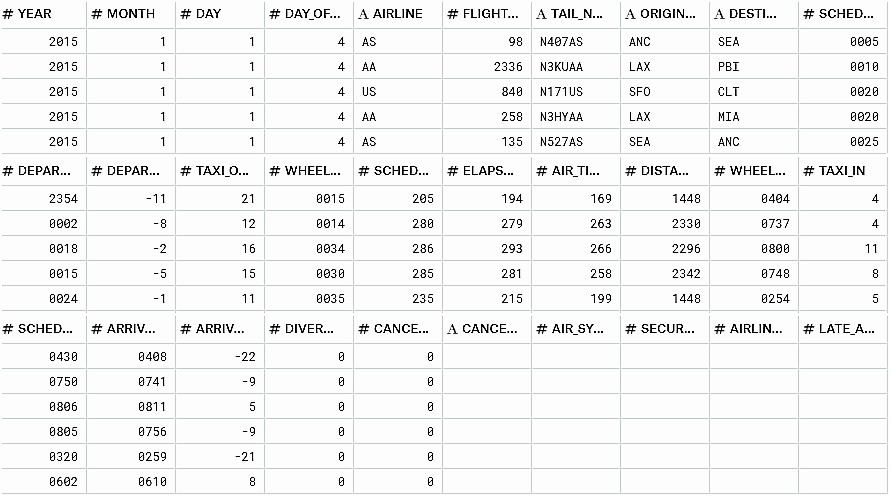 # YEAR # MONTH # DAY # DAY_OF... A AIRLINE # FLIGHT... A TAIL_N... A ORIGIN... A DESTI... # SCHED...
2015 1 1 4 AS 98 N407AS ANC SEA 0005
2015 1 1 4 AA 2336 N3KUAA LAX PBI 0010
2015 1 1 4 US 840 N171US SFO CLT 0020
2015 1 1 4 AA 258 N3HYAA LAX MIA 0020
2015 1 1 4 AS 135 N527AS SEA ANC 0025
# DEPAR... # DEPAR... # TAXI_O... # WHEEL... # SCHED... # ELAPS... # AIR_TI... # DISTA... # WHEEL... # TAXI_IN
2354 -11 21 0015 205 194 169 1448 0404 4
0002 -8 12 0014 280 279 263 2330 0737 4
0018 -2 16 0034 286 293 266 2296 0800 11
0015 -5 15 0030 285 281 258 2342 0748 8
0024 -1 11 0035 235 215 199 1448 0254 5
# SCHED... # ARRIV... # ARRIV... # DIVER... # CANCE... A CANCE... # AIR_SY... # SECUR... # AIRLIN... # LATE_A...
0430 0408 -22 0 0
0750 0741 -9 0 0
0806 0811 5 0 0
0805 0756 -9 0 0
0320 0259 -21 0 0
0602 0610 8 0 0